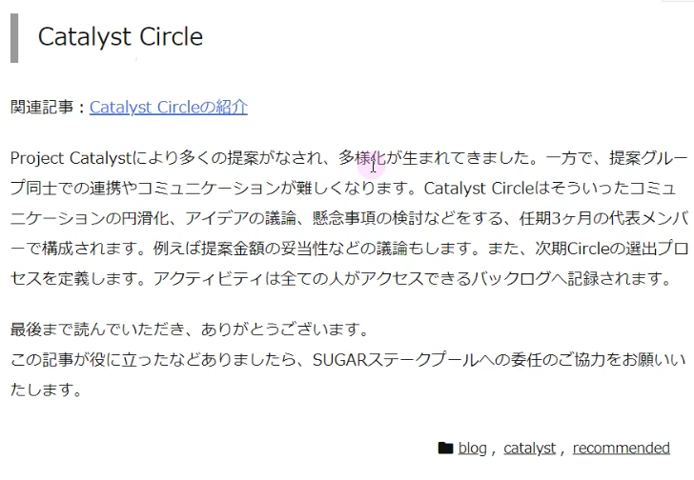 Catalyst Circle
関連記事：Catalyst Circleの紹介
Project Catalystにより多くの提案がなされ、多様化が生まれてきました。一方で、提案グルー
プ同士での連携やコミュニケーションが難しくなります。Catalyst Circleはそういったコミュ
ニケーションの円滑化、アイデアの議論、懸念事項の検討などをする、任期3ヶ月の代表メンバ
ーで構成されます。例えば提案金額の妥当性などの議論もします。また、次期Circleの選出プロ
セスを定義します。アクティビティは全ての人がアクセスできるバックログへ記録されます。
最後まで読んでいただき、ありがとうございます。
この記事が役に立ったなどありましたら、SUGARステークプールへの委任のご協力をお願いい
たします。
blog , catalyst , recommended